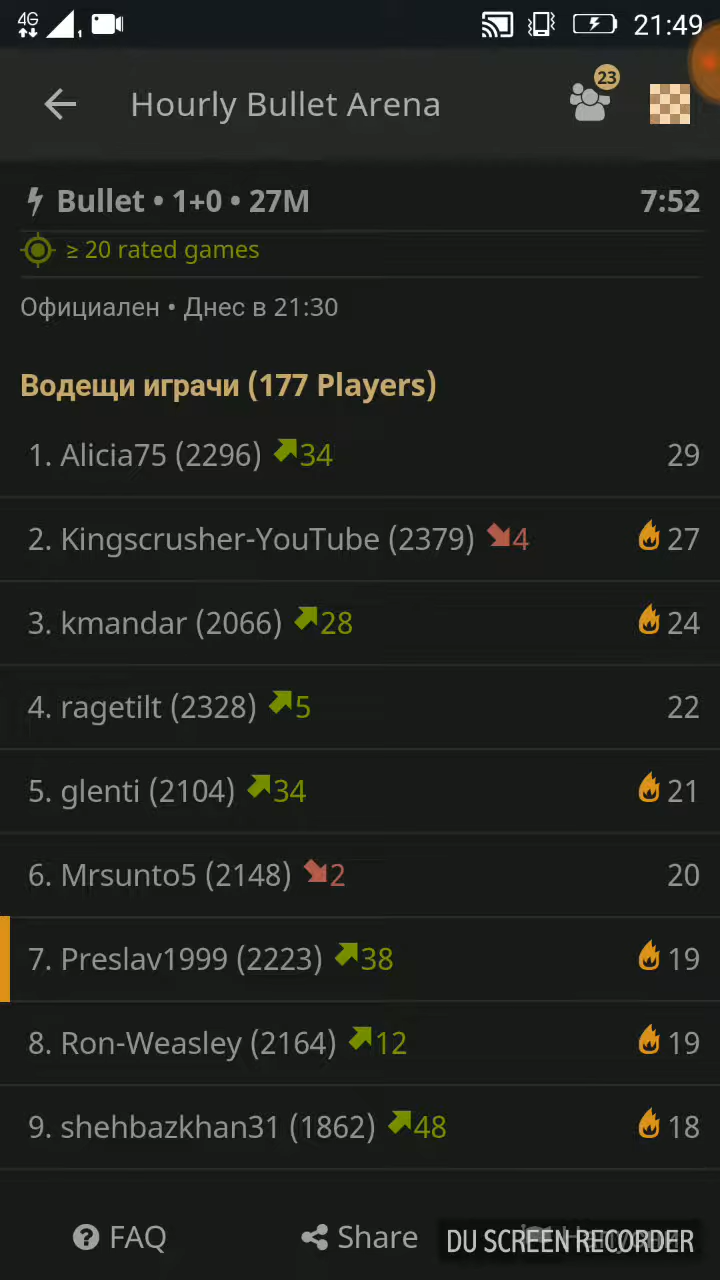 4G 1 21:49
Hourly Bullet Arena 23
Bullet • 1+0 • 27M 7:52
≥ 20 rated games
Официален • Днес в 21:30
Водещи играчи (177 Players)
1. Alicia75 (2296) 34 29
2. Kingscrusher-YouTube (2379) 4 27
3. kmandar (2066) 28 24
4. ragetilt (2328) 5 22
5. glenti (2104) 34 21
6. Mrsunto5 (2148) 2 20
7. Preslav1999 (2223) 38 19
8. Ron-Weasley (2164) 12 19
9. shehbazkhan31 (1862) 48 18
FAQ Share DU SCREEN RECORDER